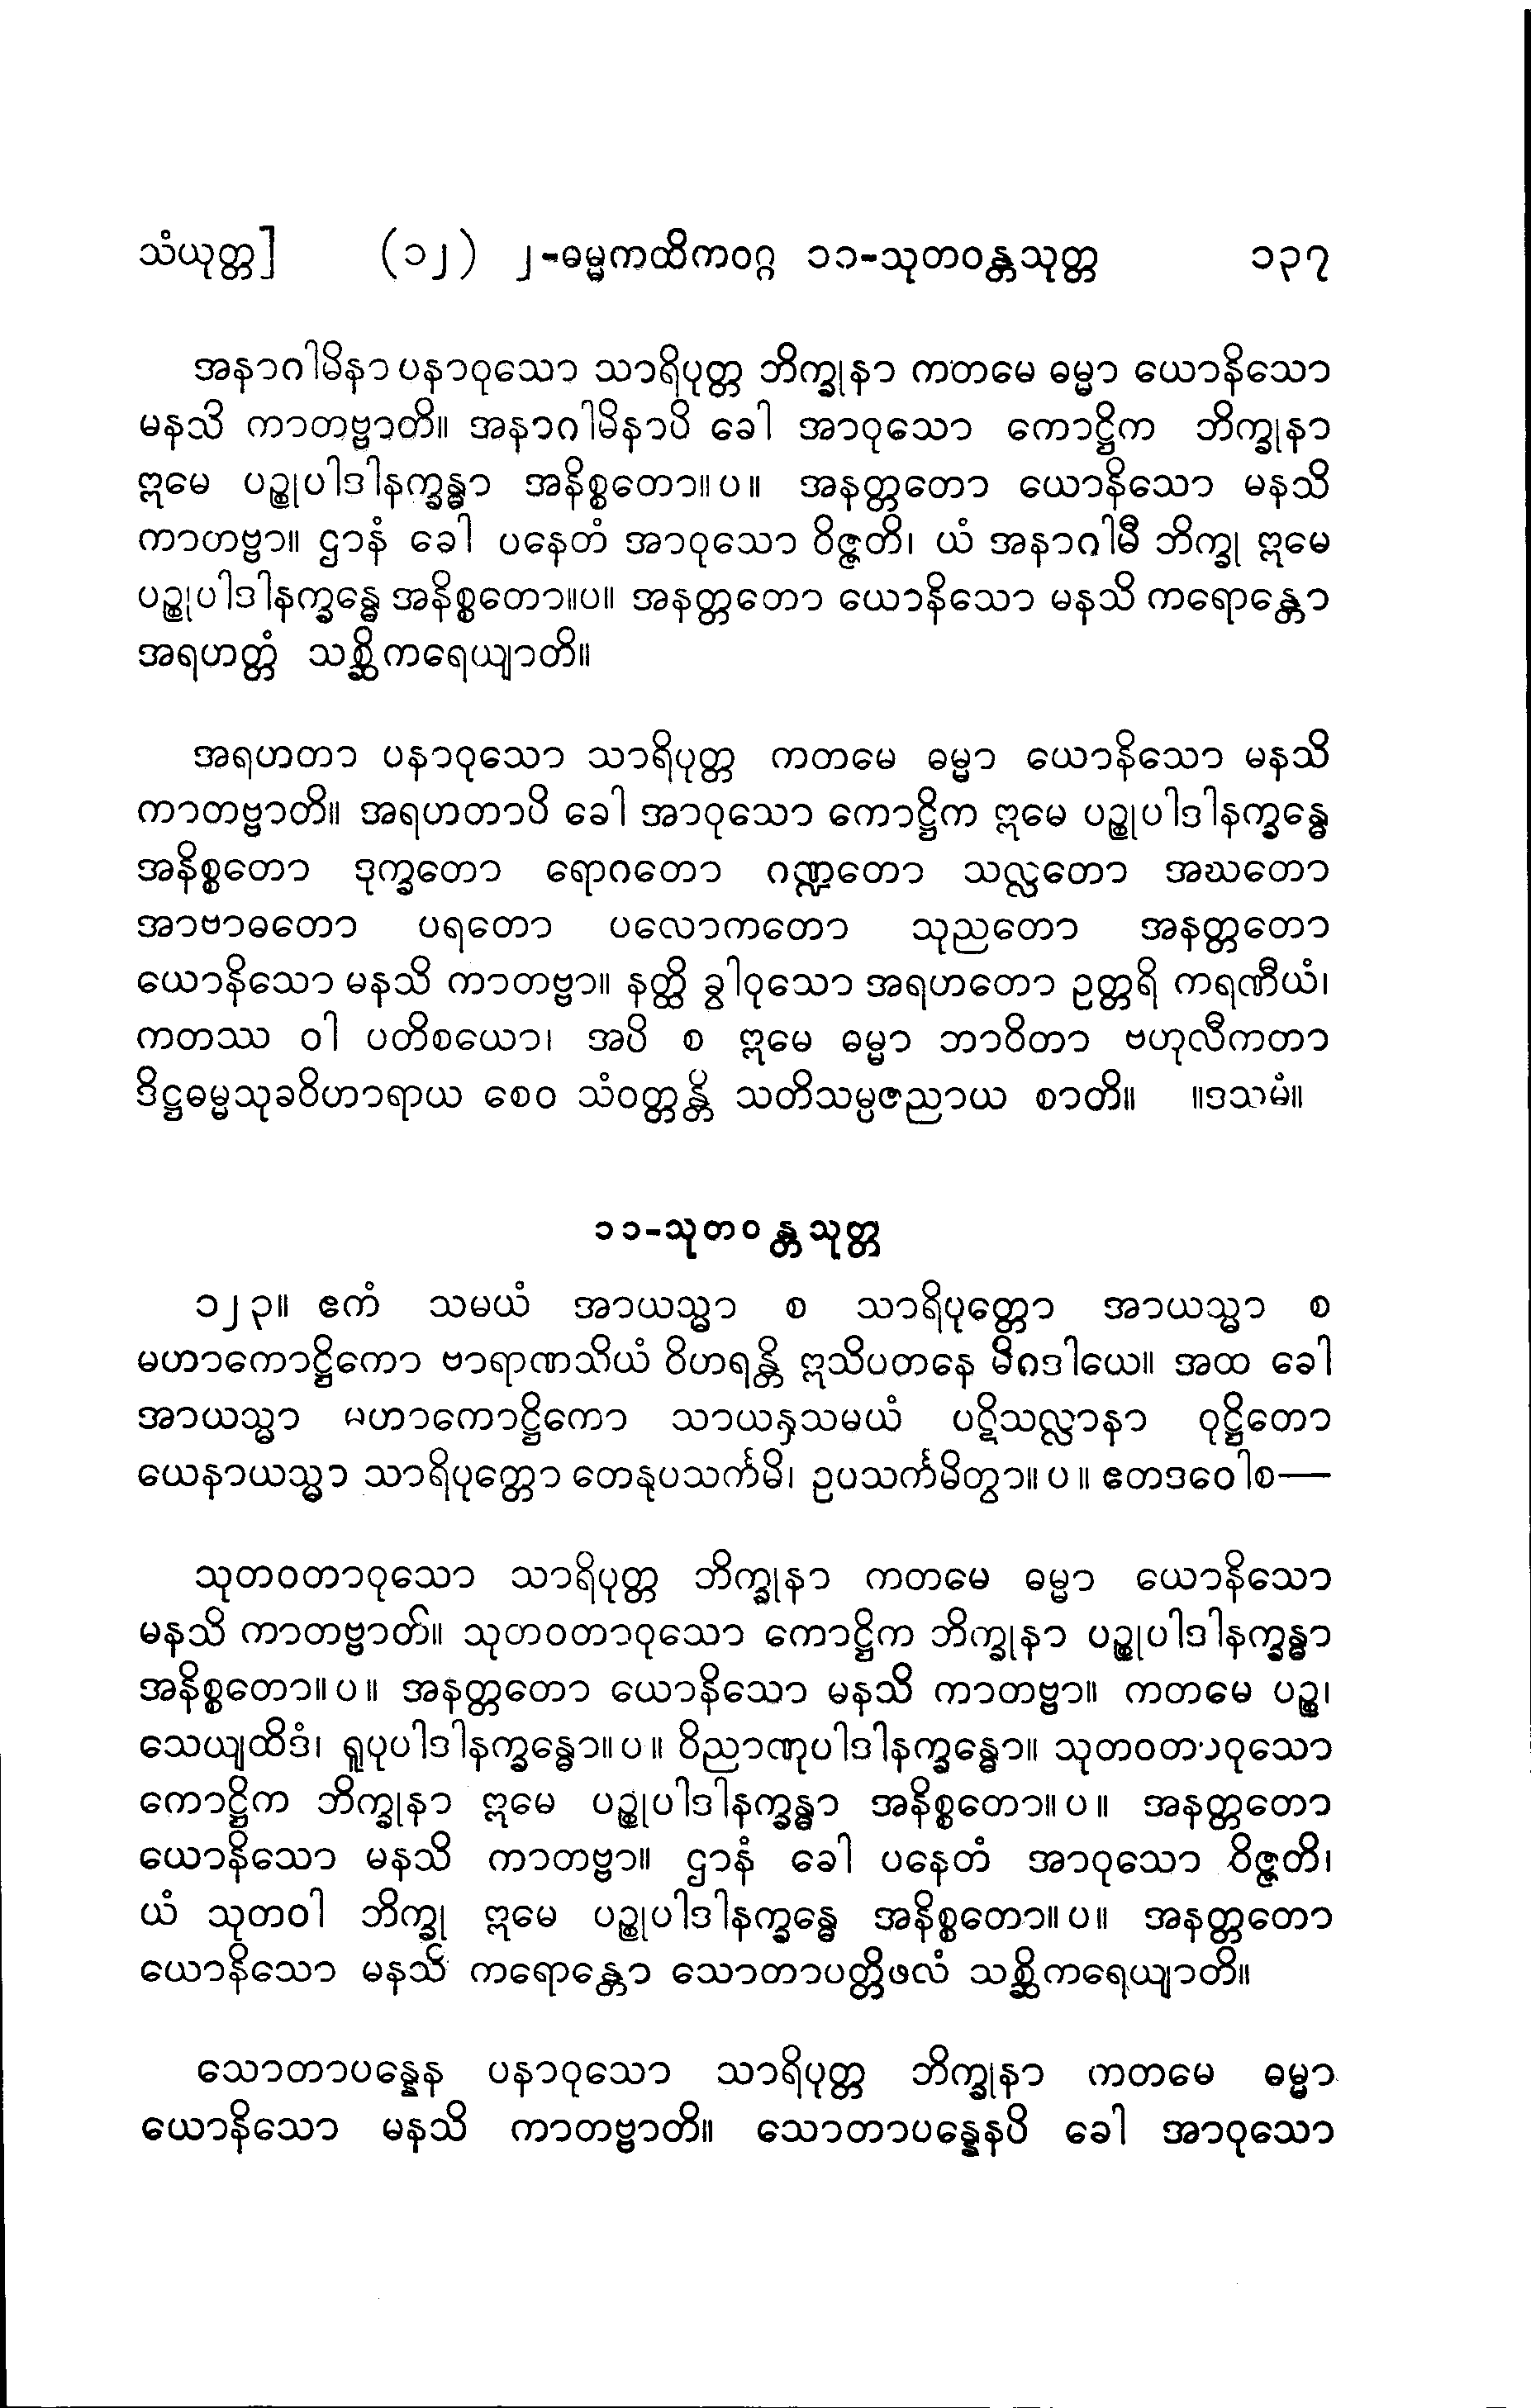 သံယုတ္တ] (၁၂) ၂-ဓမ္မကထိကဝဂ္ဂ ၁၁-သုတဝန္တသုတ္တ ၁၃၇
အနာဂါမိနာ ပနာဝုသော သာရိပုတ္တ ဘိက္ခုနာ ကတမေ ဓမ္မာ ယောနိသော
မနသိ ကာတဗ္ဗာတိ။ အနာဂါမိနာပိ ခေါ အာဝုသော ကောဋ္ဌိက ဘိက္ခုနာ
ဣမေ ပဉ္စုပါဒါနက္ခန္ဓာ အနိစ္စတော။ပ။ အနတ္တတော ယောနိသော မနသိ
ကာတဗ္ဗာ။ ဌာနံ ခေါ ပနေတံ အာဝုသော ဝိဇ္ဇတိ၊ ယံ အနာဂါမီ ဘိက္ခု ဣမေ
ပဉ္စုပါဒါနက္ခန္ဓေ အနိစ္စတော။ပ။ အနတ္တတော ယောနိသော မနသိ ကရောန္တော
အရဟတ္တံ သစ္ဆိကရေယျာတိ။
အရဟတာ ပနာဝုသော သာရိပုတ္တ ကတမေ ဓမ္မာ ယောနိသော မနသိ
ကာတဗ္ဗာတိ။ အရဟတာပိ ခေါ အာဝုသော ကောဋ္ဌိက ဣမေ ပဉ္စုပါဒါနက္ခန္ဓေ
အနိစ္စတော ဒုက္ခတော ရောဂတော ဂဏ္ဍတော သလ္လတော အဃတော
အာဗာဓတော ပရတော ပလောကတော သုညတော အနတ္တတော
ယောနိသော မနသိ ကာတဗ္ဗာ။ နတ္ထိ ခွါဝုသော အရဟတော ဥတ္တရိ ကရဏီယံ၊
ကတဿ ဝါ ပတိစယော၊ အပိ စ ဣမေ ဓမ္မာ ဘာဝိတာ ဗဟုလီကတာ
ဒိဋ္ဌဓမ္မသုခဝိဟာရာယ စေဝ သံဝတ္တန္တိ သတိသမ္ပဇညာယ စာတိ။ ။ဒသမံ။
၁၁-သုတဝန္တသုတ္တ
၁၂၃။ ဧကံ သမယံ အာယသ္မာ စ သာရိပုတ္တော အာယသ္မာ စ
မဟာကောဋ္ဌိကော ဗာရာဏသိယံ ဝိဟရန္တိ ဣသိပတနေ မိဂဒါယေ။ အထ ခေါ
အာယသ္မာ မဟာကောဋ္ဌိကော သာယနှသမယံ ပဋိသလ္လာနာ ဝုဋ္ဌိတော
ယေနာယသ္မာ သာရိပုတ္တော တေနုပသင်္ကမိ၊ ဥပသင်္ကမိတွာ။ပ။ ဧတဒဝေါစ—
သုတဝတာဝုသော သာရိပုတ္တ ဘိက္ခုနာ ကတမေ ဓမ္မာ ယောနိသော
မနသိ ကာတဗ္ဗာတိ။ သုတဝတာဝုသော ကောဋ္ဌိက ဘိက္ခုနာ ပဉ္စုပါဒါနက္ခန္ဓာ
အနိစ္စတော။ပ။ အနတ္တတော ယောနိသော မနသိ ကာတဗ္ဗာ။ ကတမေ ပဉ္စ၊
သေယျထိဒံ၊ ရူပုပါဒါနက္ခန္ဓော။ပ။ ဝိညာဏုပါဒါနက္ခန္ဓော။ သုတဝတာဝုသော
ကောဋ္ဌိက ဘိက္ခုနာ ဣမေ ပဉ္စုပါဒါနက္ခန္ဓာ အနိစ္စတော။ပ။ အနတ္တတော
ယောနိသော မနသိ ကာတဗ္ဗာ။ ဌာနံ ခေါ ပနေတံ အာဝုသော ဝိဇ္ဇတိ၊
ယံ သုတဝါ ဘိက္ခု ဣမေ ပဉ္စုပါဒါနက္ခန္ဓေ အနိစ္စတော။ပ။ အနတ္တတော
ယောနိသော မနသိ ကရောန္တော သောတာပတ္တိဖလံ သစ္ဆိကရေယျာတိ။
သောတာပန္နေန ပနာဝုသော သာရိပုတ္တ ဘိက္ခုနာ ကတမေ ဓမ္မာ
ယောနိသော မနသိ ကာတဗ္ဗာတိ။ သောတာပန္နေနပိ ခေါ အာဝုသော